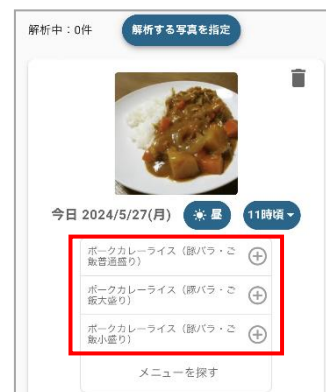 解析中：0件
解析する写真を指定
今日 2024/5/27(月)
昼
11時頃
ポークカレーライス（豚バラ・ご
飯普通盛り）
ポークカレーライス（豚バラ・ご
飯大盛り）
ポークカレーライス（豚バラ・ご
飯小盛り）
メニューを探す